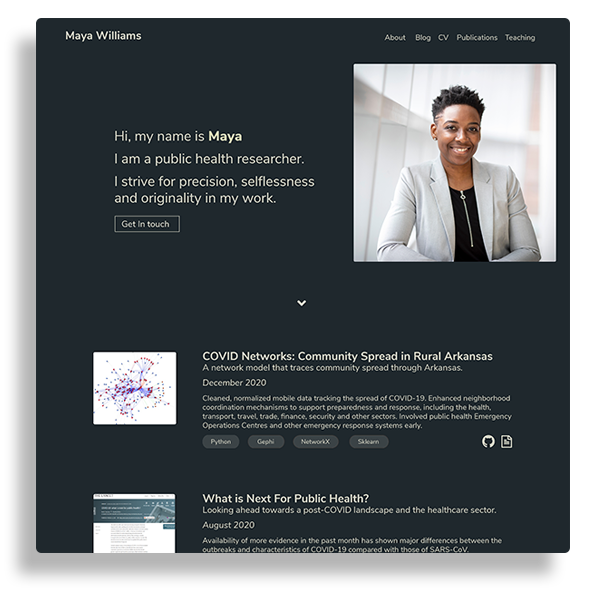 Maya Williams
About Blog CV Publications Teaching
Hi, my name is Maya
I am a public health researcher.
I strive for precision, selflessness
and originality in my work.
Get In touch
COVID Networks: Community Spread in Rural Arkansas
A network model that traces community spread through Arkansas.
December 2020
Cleaned, normalized mobile data tracking the spread of COVID-19. Enhanced neighborhood
coordination mechanisms to support preparedness and response, including the health,
transport, travel, trade, finance, security and other sectors. Involved public health Emergency
Operations Centres and other emergency response systems early.
Python Gephi NetworkX Sklearn
What is Next For Public Health?
Looking ahead towards a post-COVID landscape and the healthcare sector.
August 2020
Availability of more evidence in the past month has shown major differences between the
outbreaks and characteristics of COVID-19 compared with those of SARS-CoV.